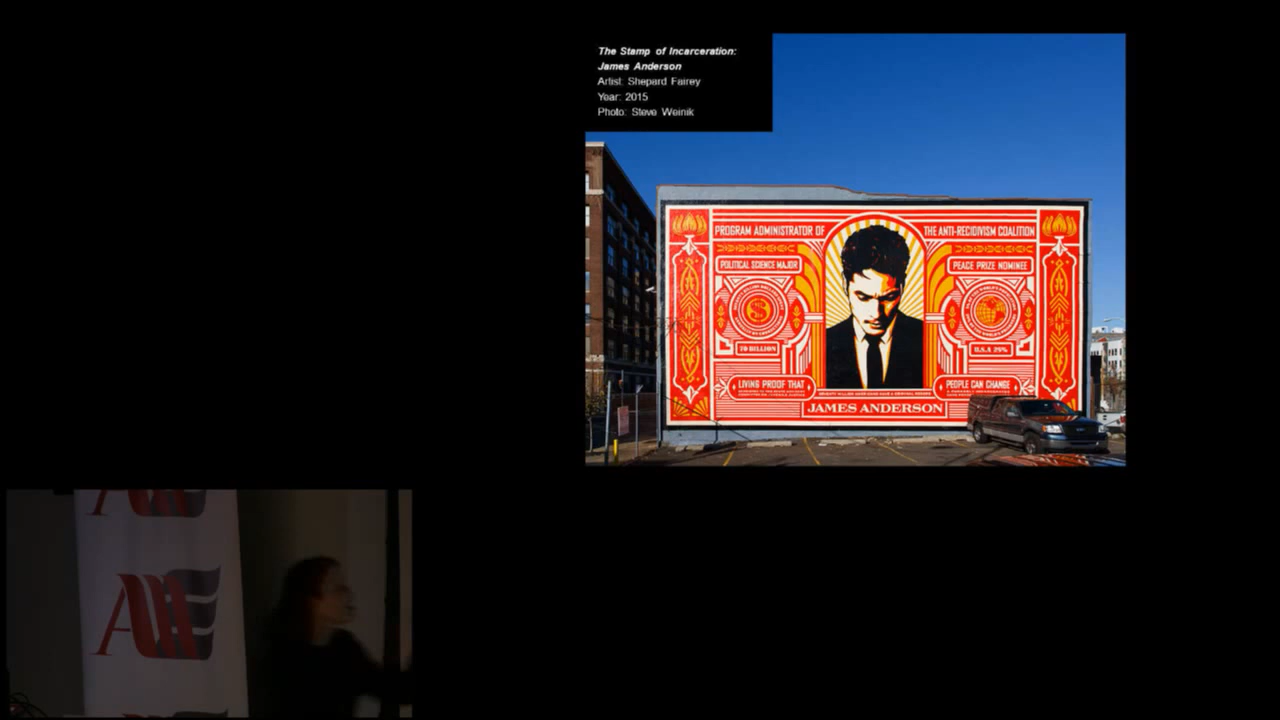 The Stamp of Incarceration:
James Anderson
Artist: Shepard Fairey
Year: 2015
Photo: Steve Weinik
PROGRAM ADMINISTRATOR OF THE ANTI-RECIDIVISM COALITION
POLITICAL SCIENCE MAJOR
PEACE PRIZE NOMINEE
$
70 BILLION
U.S.A 25%
LIVING PROOF THAT
PEOPLE CAN CHANGE
JAMES ANDERSON